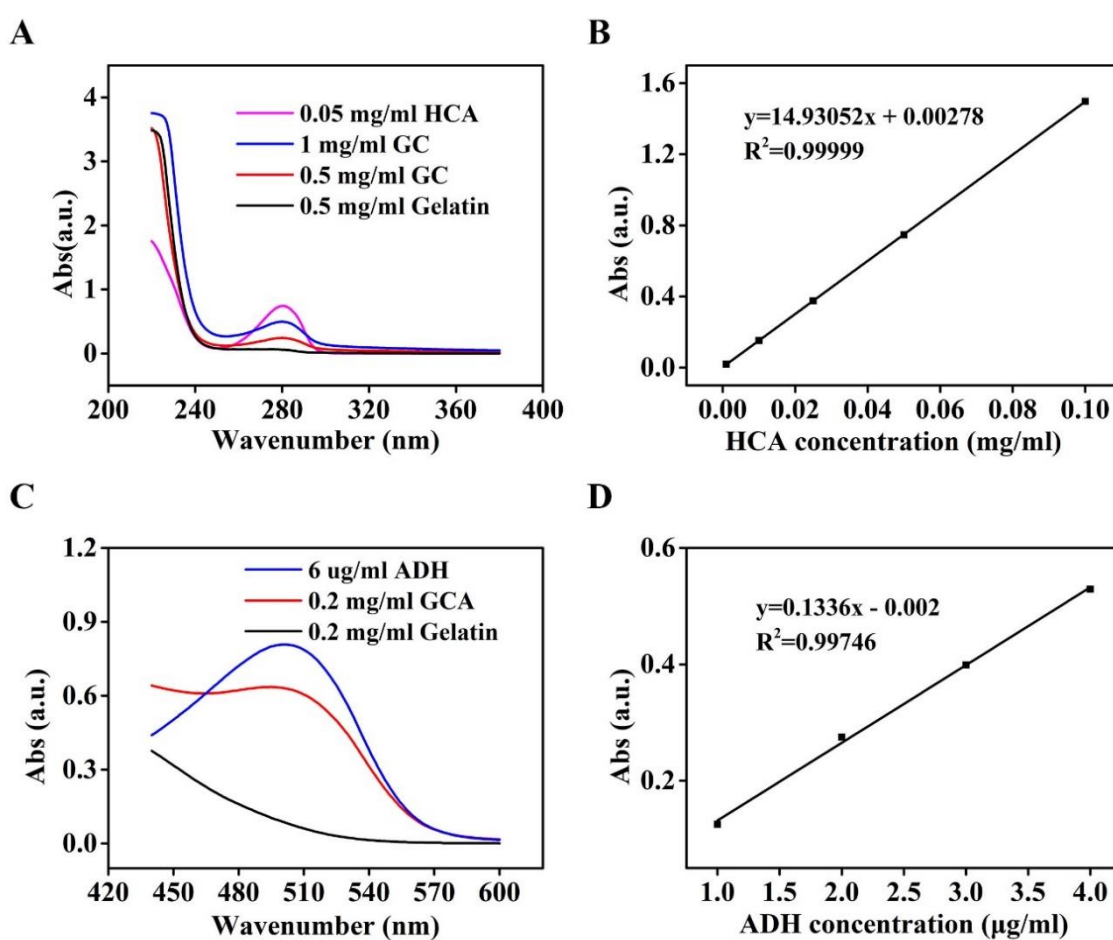 A
4
3
2
1
0
200 240 280 320 360 400
Abs(a.u.)
Wavenumber (nm)
0.05 mg/ml HCA
1 mg/ml GC
0.5 mg/ml GC
0.5 mg/ml Gelatin
B
1.6
1.2
0.8
0.4
0.0
0.00 0.02 0.04 0.06 0.08 0.10
Abs (a.u.)
HCA concentration (mg/ml)
y=14.93052x + 0.00278
R²=0.99999
C
1.2
0.9
0.6
0.3
0.0
420 450 480 510 540 570 600
Abs (a.u.)
Wavenumber (nm)
6 ug/ml ADH
0.2 mg/ml GCA
0.2 mg/ml Gelatin
D
0.6
0.4
0.2
1.0 1.5 2.0 2.5 3.0 3.5 4.0
Abs (a.u.)
ADH concentration (μg/ml)
y=0.1336x - 0.002
R²=0.99746